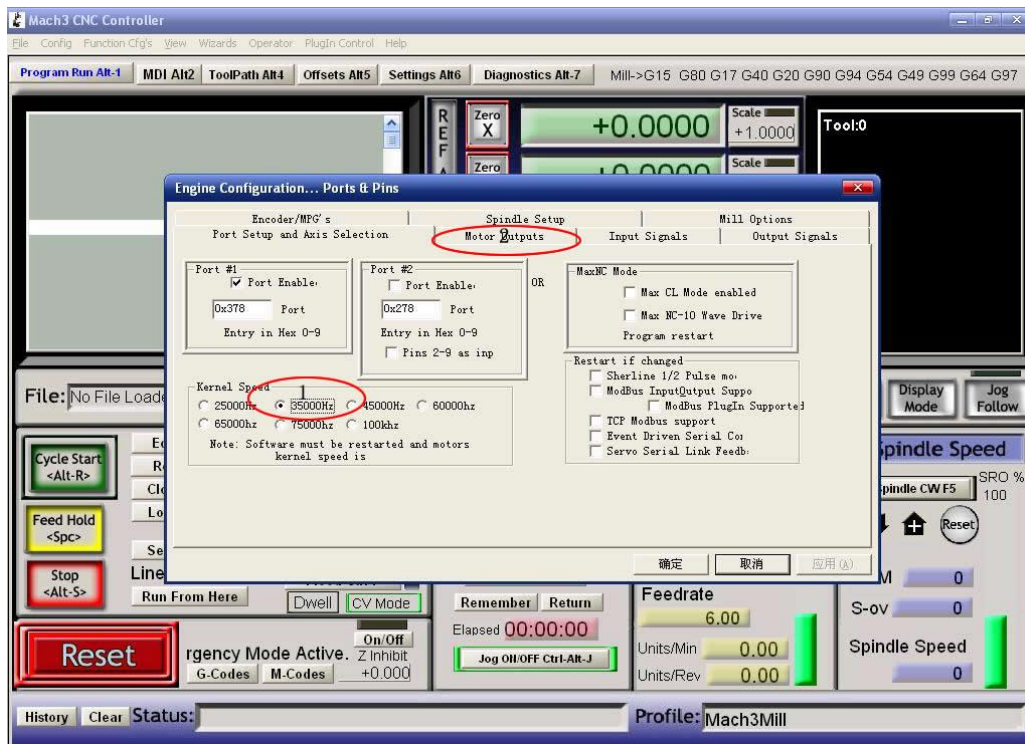 Mach3 CNC Controller
File Config Function Cfg's View Wizards Operator PlugIn Control Help
Program Run Alt-1 MDI Alt2 ToolPath Alt4 Offsets Alt5 Settings Alt6 Diagnostics Alt-7 Mill->G15 G80 G17 G40 G20 G90 G94 G54 G49 G99 G64 G97
REF
Zero X +0.0000 Scale +1.0000 Tool:0
Zero Scale
Engine Configuration... Ports & Pins
Encoder/MPG's Spindle Setup Mill Options
Port Setup and Axis Selection Motor Outputs 2 Input Signals Output Signals
Port #1 Port #2 OR MaxNC Mode
Port Enable Port Enable Max CL Mode enabled
0x378 Port 0x278 Port Max NC-10 Wave Drive
Entry in Hex 0-9 Entry in Hex 0-9 Program restart
Pins 2-9 as inp
Restart if changed
Sherline 1/2 Pulse mo
ModBus InputOutput Suppo
ModBus PlugIn Supported
TCP Modbus support
Event Driven Serial Co
Servo Serial Link Feedb
Kernel Speed 1
25000Hz 35000Hz 45000Hz 60000hz
65000hz 75000hz 100khz
Note: Software must be restarted and motors
kernel speed is
确定 取消 应用(A)
File: No File Loade
Display Mode Jog Follow
Cycle Start <Alt-R>
Feed Hold <Spc>
Stop <Alt-S>
Ed
Re
Clo
Lo
Se
Line
Run From Here Dwell CV Mode
Remember Return
Elapsed 00:00:00
Jog ON/OFF Ctrl-Alt-J
Feedrate
6.00
Units/Min 0.00
Units/Rev 0.00
pindle Speed
pindle CW F5 SRO %
100
Reset
M 0
S-ov 0
Spindle Speed
0
Reset rgency Mode Active.
On/Off
Z Inhibit
+0.000
G-Codes M-Codes
History Clear Status: Profile: Mach3Mill